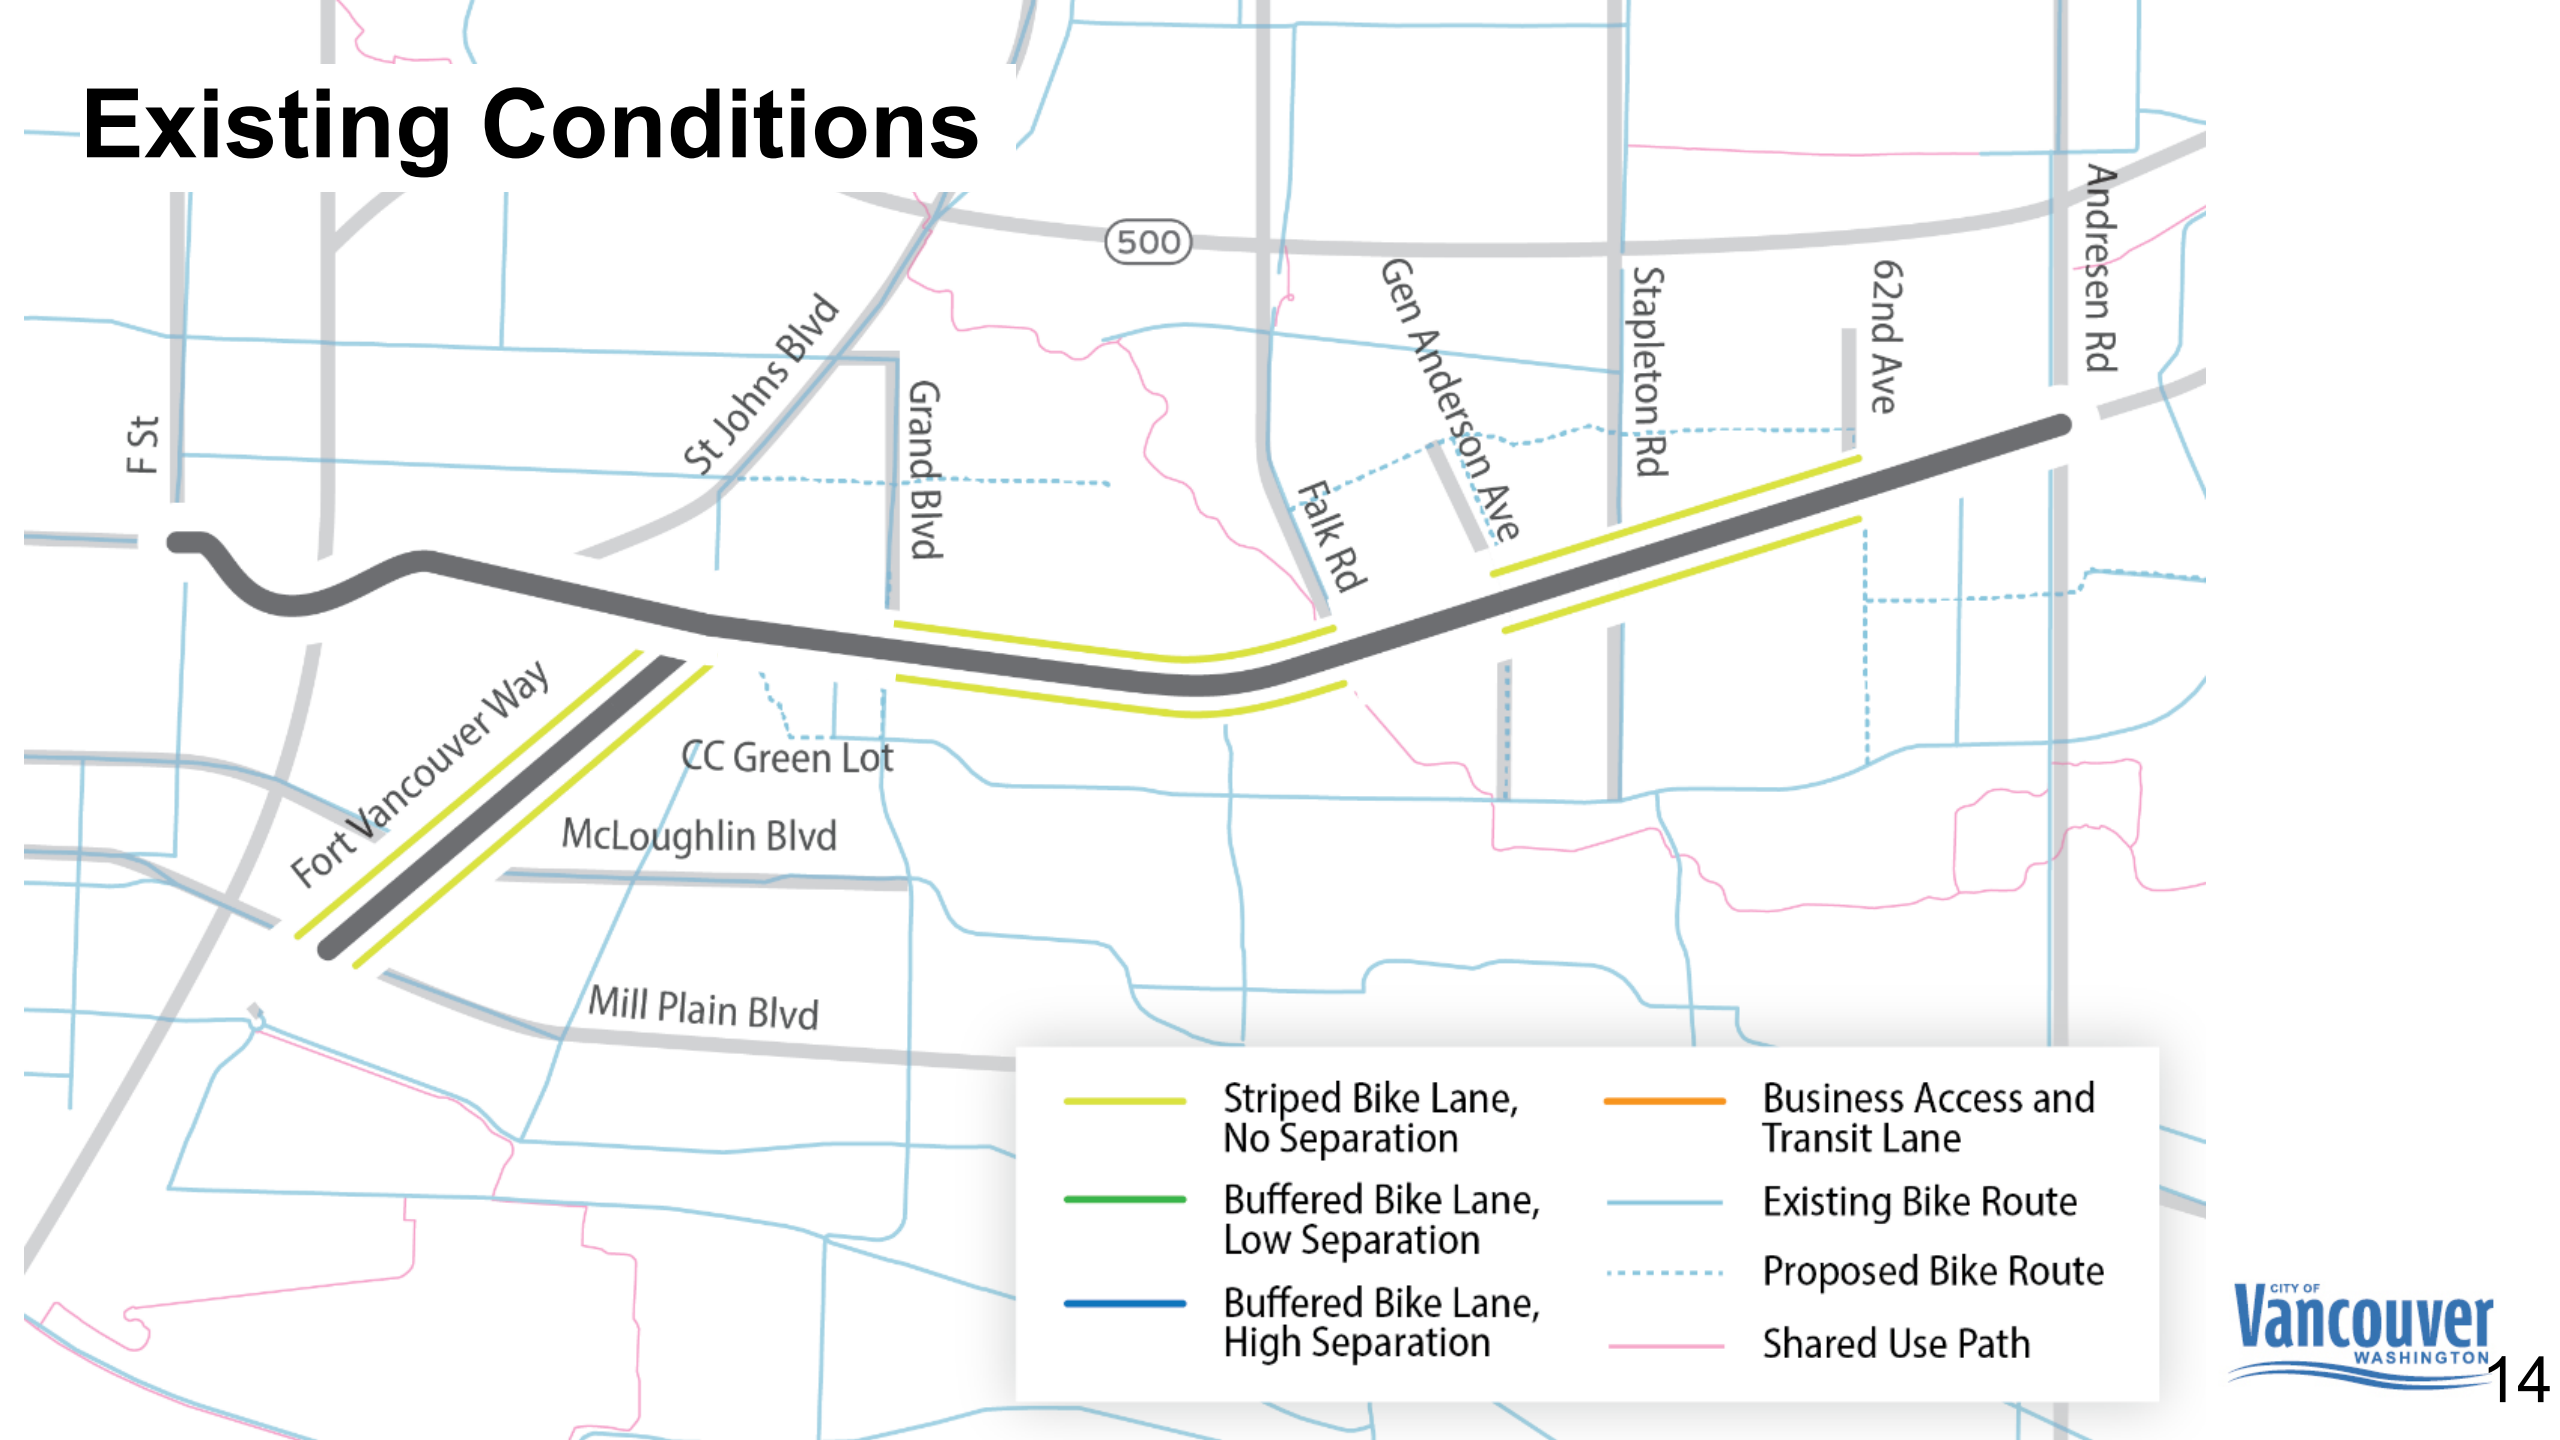 Existing Conditions
500
Andresen Rd
62nd Ave
Stapleton Rd
Gen Anderson Ave
St Johns Blvd
Grand Blvd
F St
Falk Rd
Fort Vancouver Way
CC Green Lot
McLoughlin Blvd
Mill Plain Blvd
Striped Bike Lane,
No Separation
Buffered Bike Lane,
Low Separation
Buffered Bike Lane,
High Separation
Business Access and
Transit Lane
Existing Bike Route
Proposed Bike Route
Shared Use Path
CITY OF
Vancouver
WASHINGTON
14